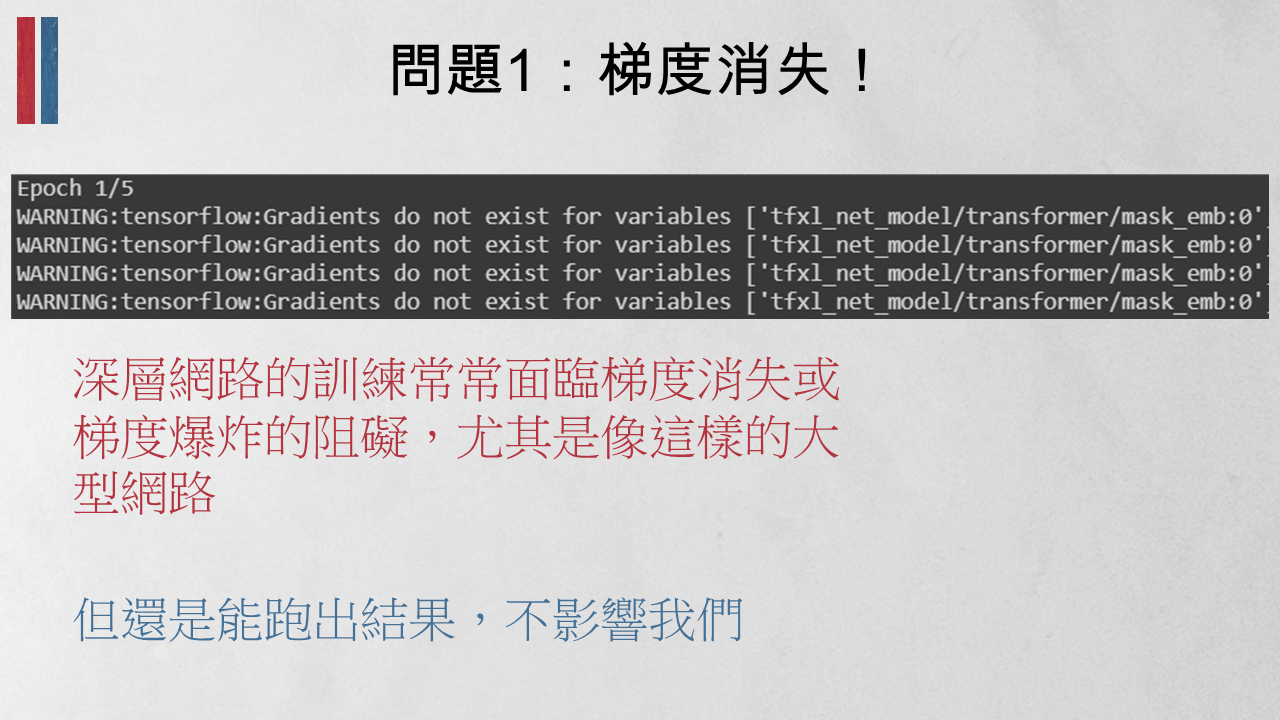 問題1：梯度消失！
Epoch 1/5
WARNING:tensorflow:Gradients do not exist for variables ['tfxl_net_model/transformer/mask_emb:0',
WARNING:tensorflow:Gradients do not exist for variables ['tfxl_net_model/transformer/mask_emb:0',
WARNING:tensorflow:Gradients do not exist for variables ['tfxl_net_model/transformer/mask_emb:0',
WARNING:tensorflow:Gradients do not exist for variables ['tfxl_net_model/transformer/mask_emb:0',
深層網路的訓練常常面臨梯度消失或
梯度爆炸的阻礙，尤其是像這樣的大
型網路
但還是能跑出結果，不影響我們